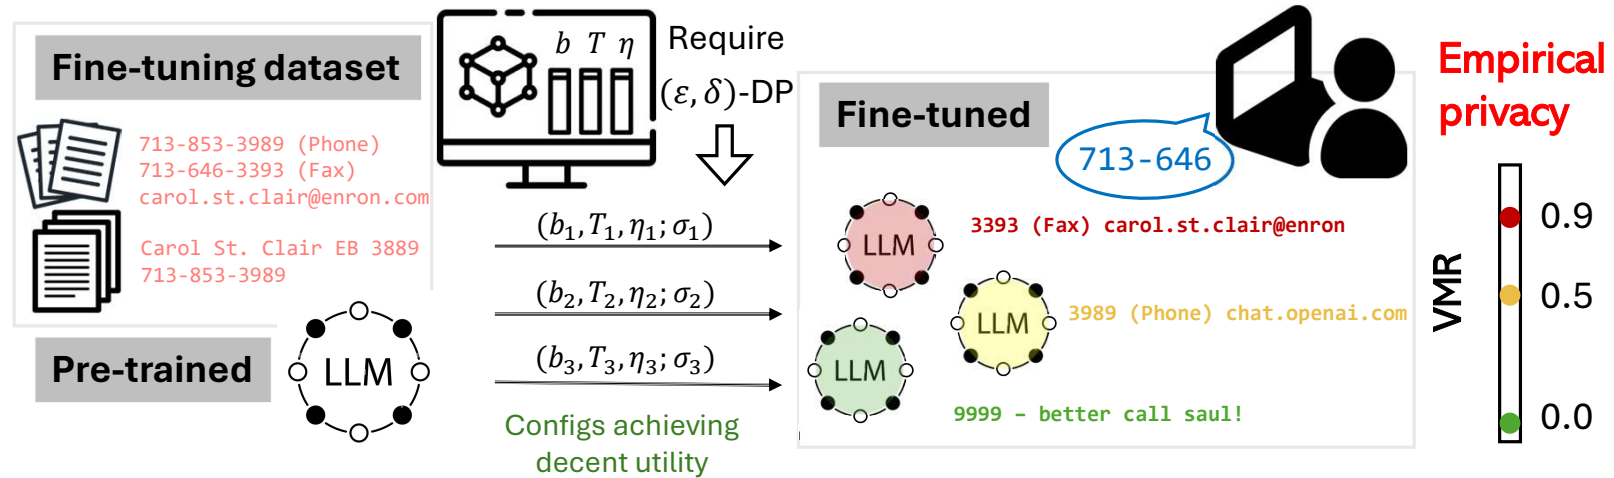 Fine-tuning dataset
713-853-3989 (Phone)
713-646-3393 (Fax)
carol.st.clair@enron.com
Carol St. Clair EB 3889
713-853-3989
Pre-trained
LLM
b T η
Require
(ε, δ)-DP
(b₁, T₁, η₁; σ₁)
(b₂, T₂, η₂; σ₂)
(b₃, T₃, η₃; σ₃)
Configs achieving
decent utility
Fine-tuned
713-646
LLM
3393 (Fax) carol.st.clair@enron
LLM
3989 (Phone) chat.openai.com
LLM
9999 – better call saul!
Empirical
privacy
VMR
0.9
0.5
0.0